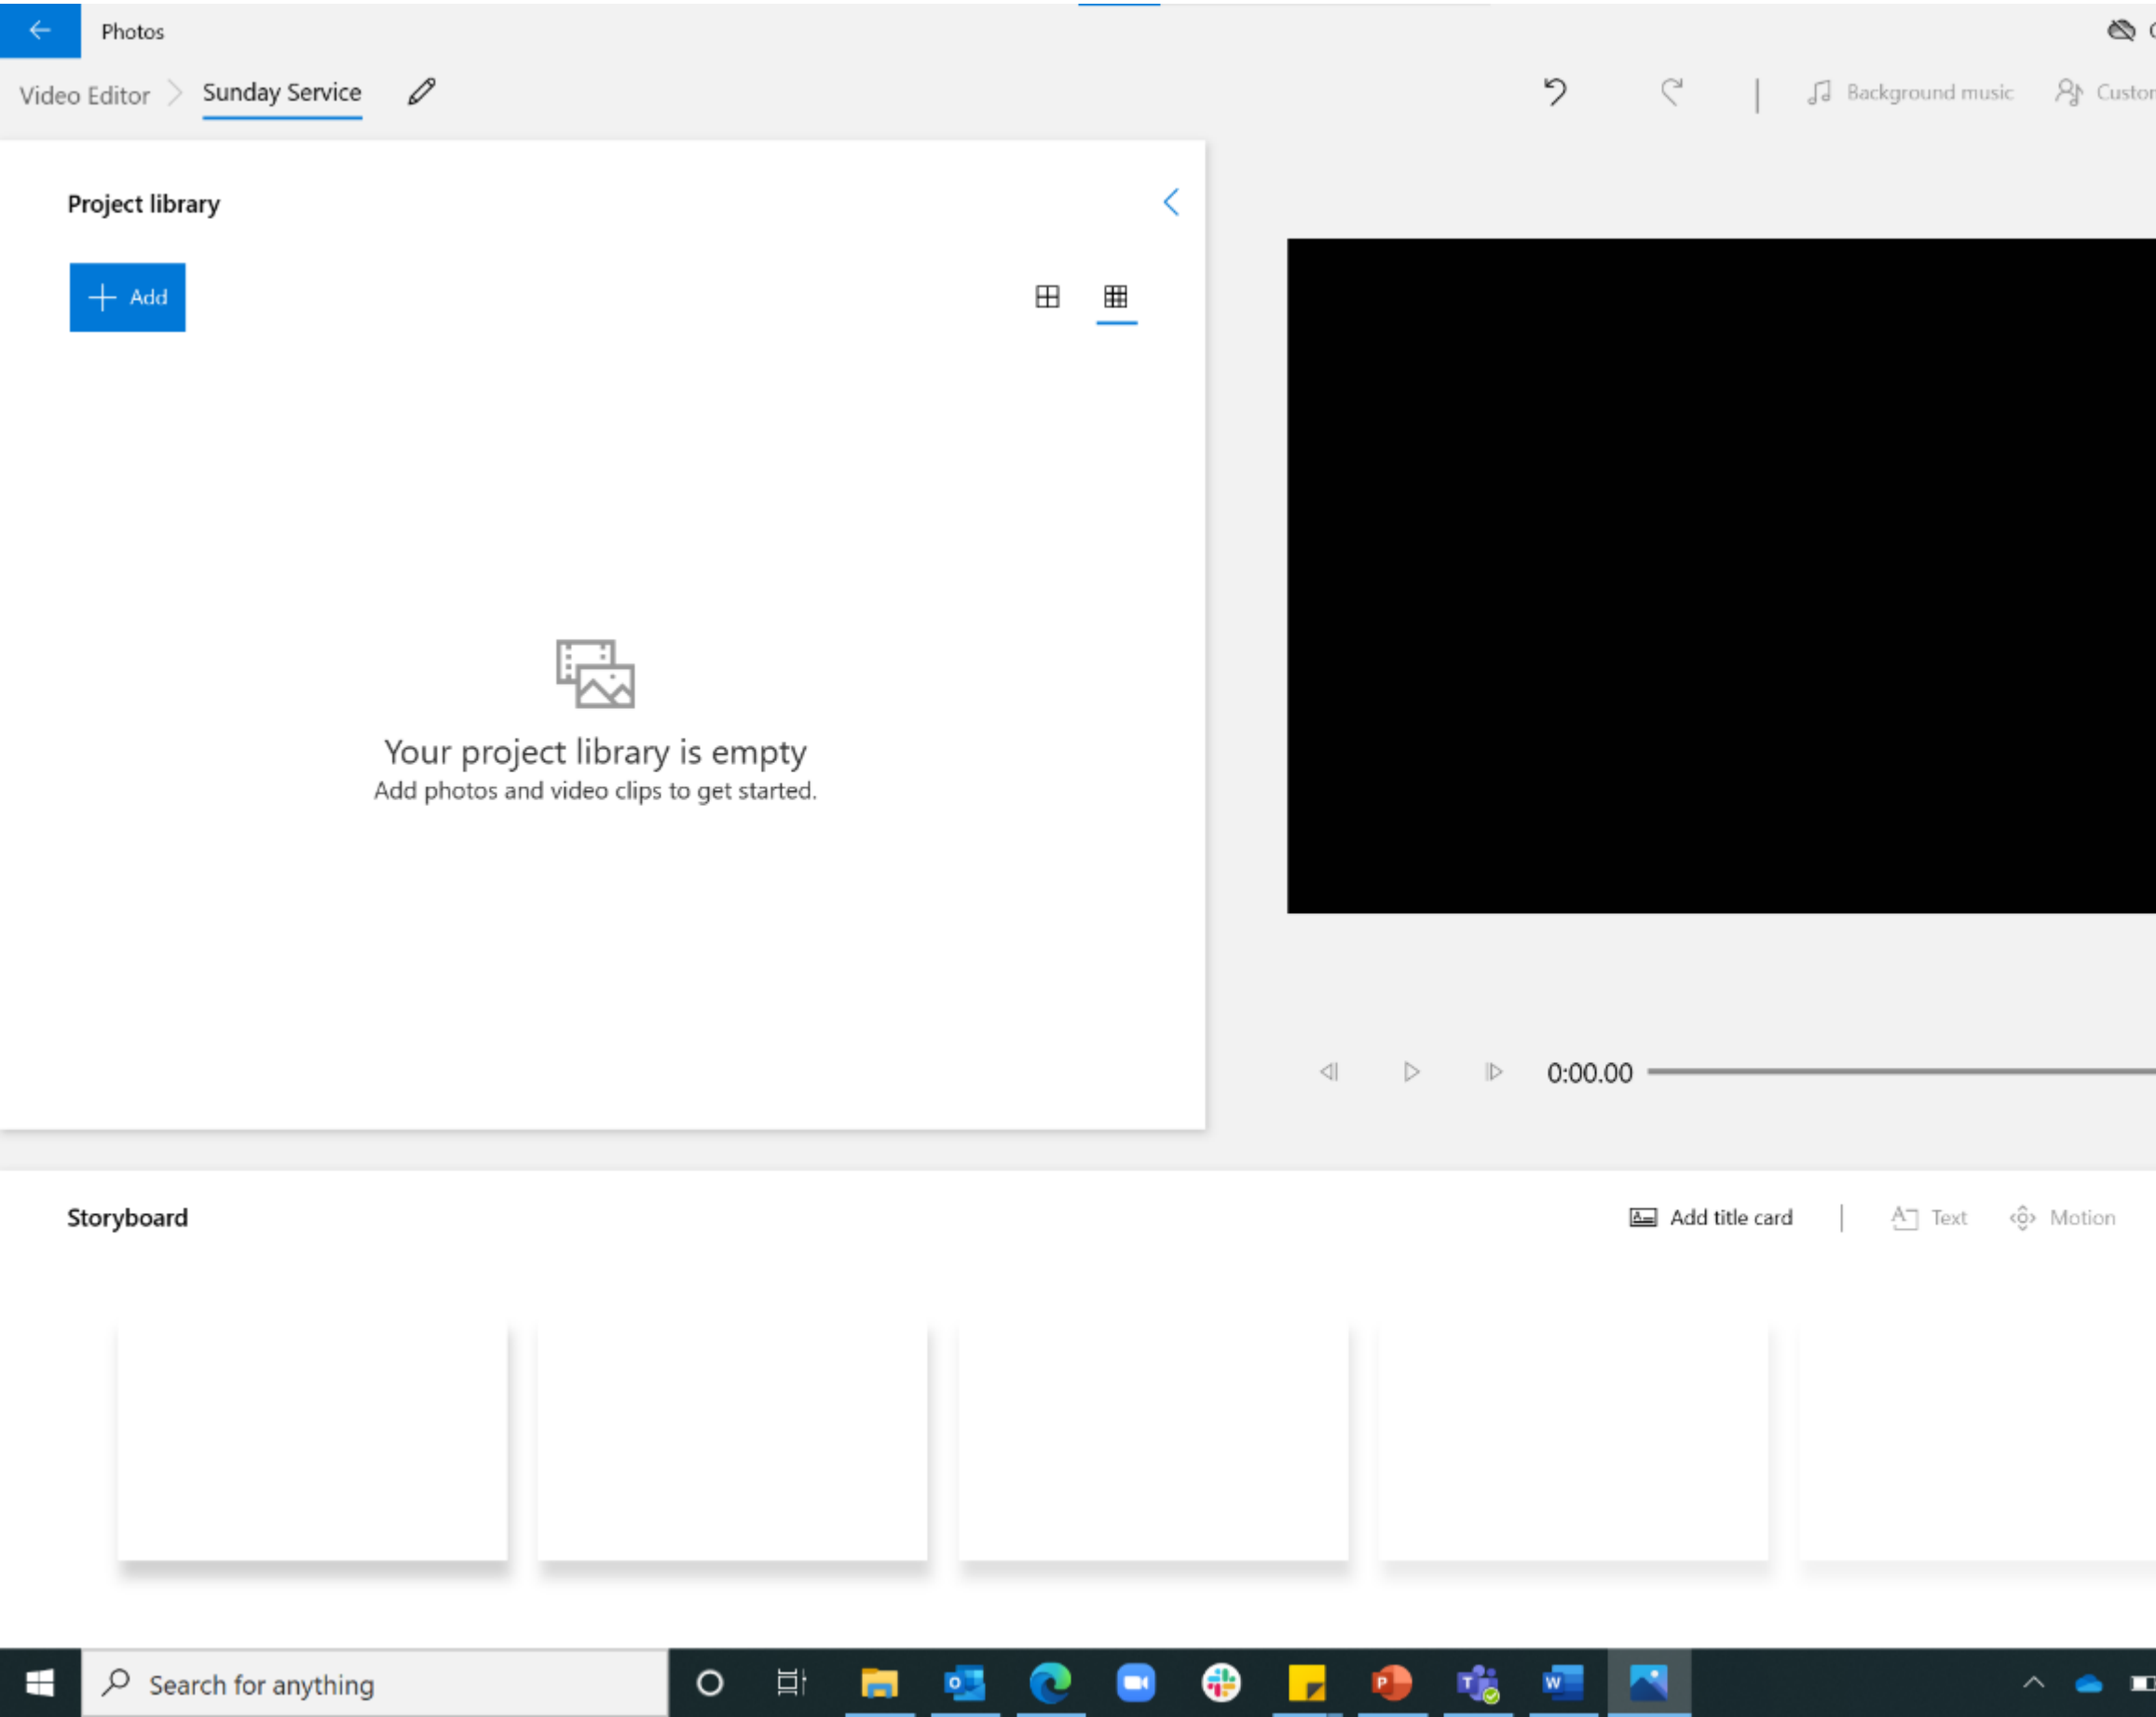 Photos
Video Editor
Sunday Service
Background music
Project library
Add
Your project library is empty
Add photos and video clips to get started.
0:00.00
Storyboard
Add title card
Text
Motion
Search for anything